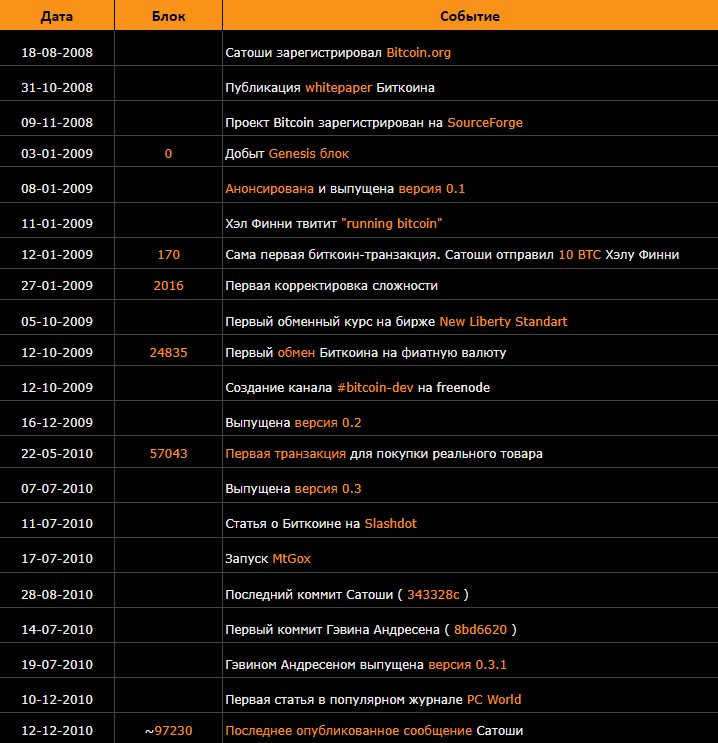 Дата Блок Событие
18-08-2008 Сатоши зарегистрировал Bitcoin.org
31-10-2008 Публикация whitepaper Биткоина
09-11-2008 Проект Bitcoin зарегистрирован на SourceForge
03-01-2009 0 Добыт Genesis блок
08-01-2009 Анонсирована и выпущена версия 0.1
11-01-2009 Хэл Финни твитит "running bitcoin"
12-01-2009 170 Сама первая биткоин-транзакция. Сатоши отправил 10 BTC Хэлу Финни
27-01-2009 2016 Первая корректировка сложности
05-10-2009 Первый обменный курс на бирже New Liberty Standart
12-10-2009 24835 Первый обмен Биткоина на фиатную валюту
12-10-2009 Создание канала #bitcoin-dev на freenode
16-12-2009 Выпущена версия 0.2
22-05-2010 57043 Первая транзакция для покупки реального товара
07-07-2010 Выпущена версия 0.3
11-07-2010 Статья о Биткоине на Slashdot
17-07-2010 Запуск MtGox
28-08-2010 Последний коммит Сатоши ( 343328c )
14-07-2010 Первый коммит Гэвина Андресена ( 8bd6620 )
19-07-2010 Гэвином Андресеном выпущена версия 0.3.1
10-12-2010 Первая статья в популярном журнале PC World
12-12-2010 ~97230 Последнее опубликованное сообщение Сатоши